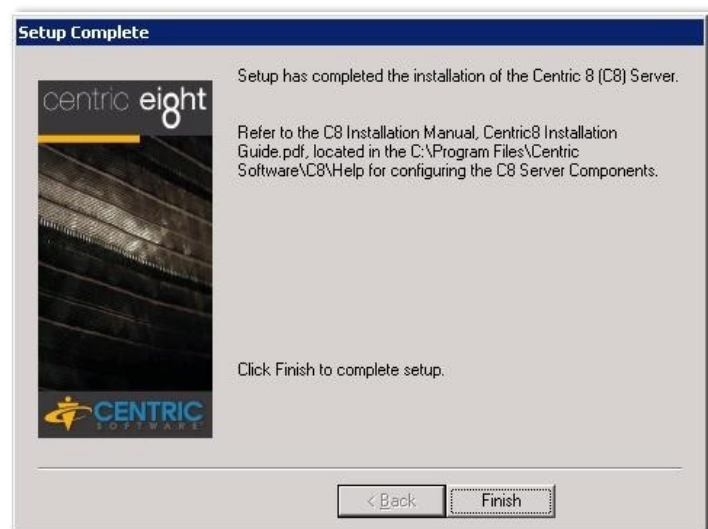 Setup Complete
centric eight
8
Setup has completed the installation of the Centric 8 (C8) Server.
Refer to the C8 Installation Manual, Centric8 Installation
Guide.pdf, located in the C:\Program Files\Centric
Software\C8\Help for configuring the C8 Server Components.
Click Finish to complete setup.
CENTRIC
SOFTWARE
< Back
Finish